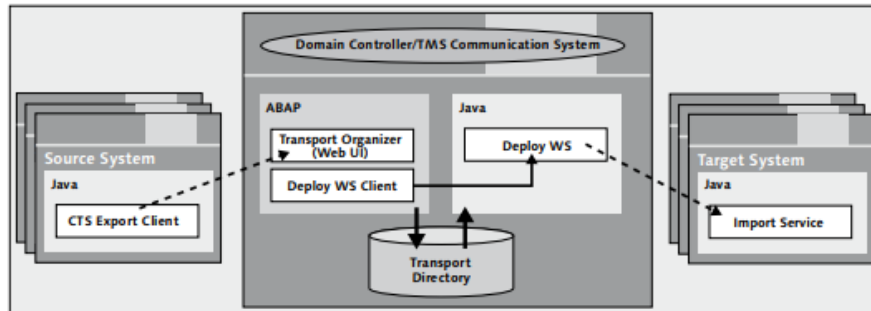 Domain Controller/TMS Communication System
Source System
Java
CTS Export Client
ABAP
Transport Organizer
(Web UI)
Deploy WS Client
Java
Deploy WS
Transport
Directory
Target System
Java
Import Service